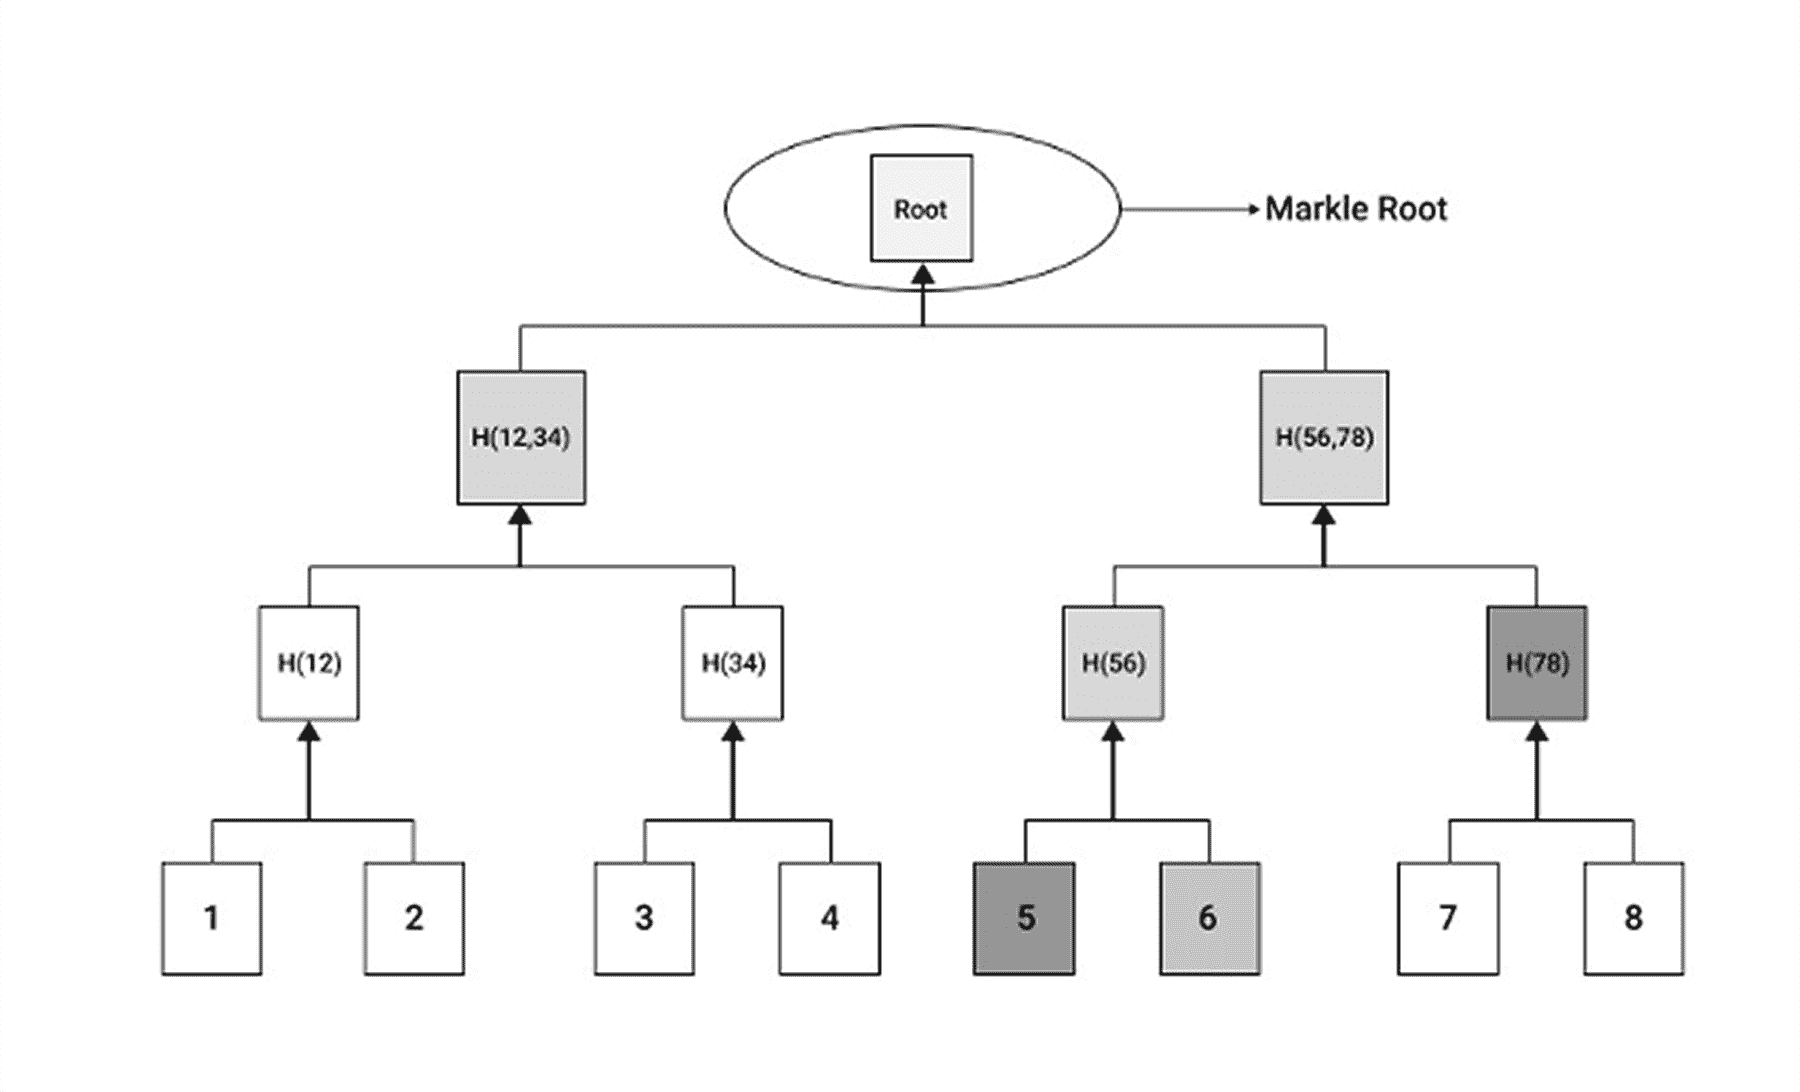 Root
Markle Root
H(12,34)
H(56,78)
H(12)
H(34)
H(56)
H(78)
1
2
3
4
5
6
7
8